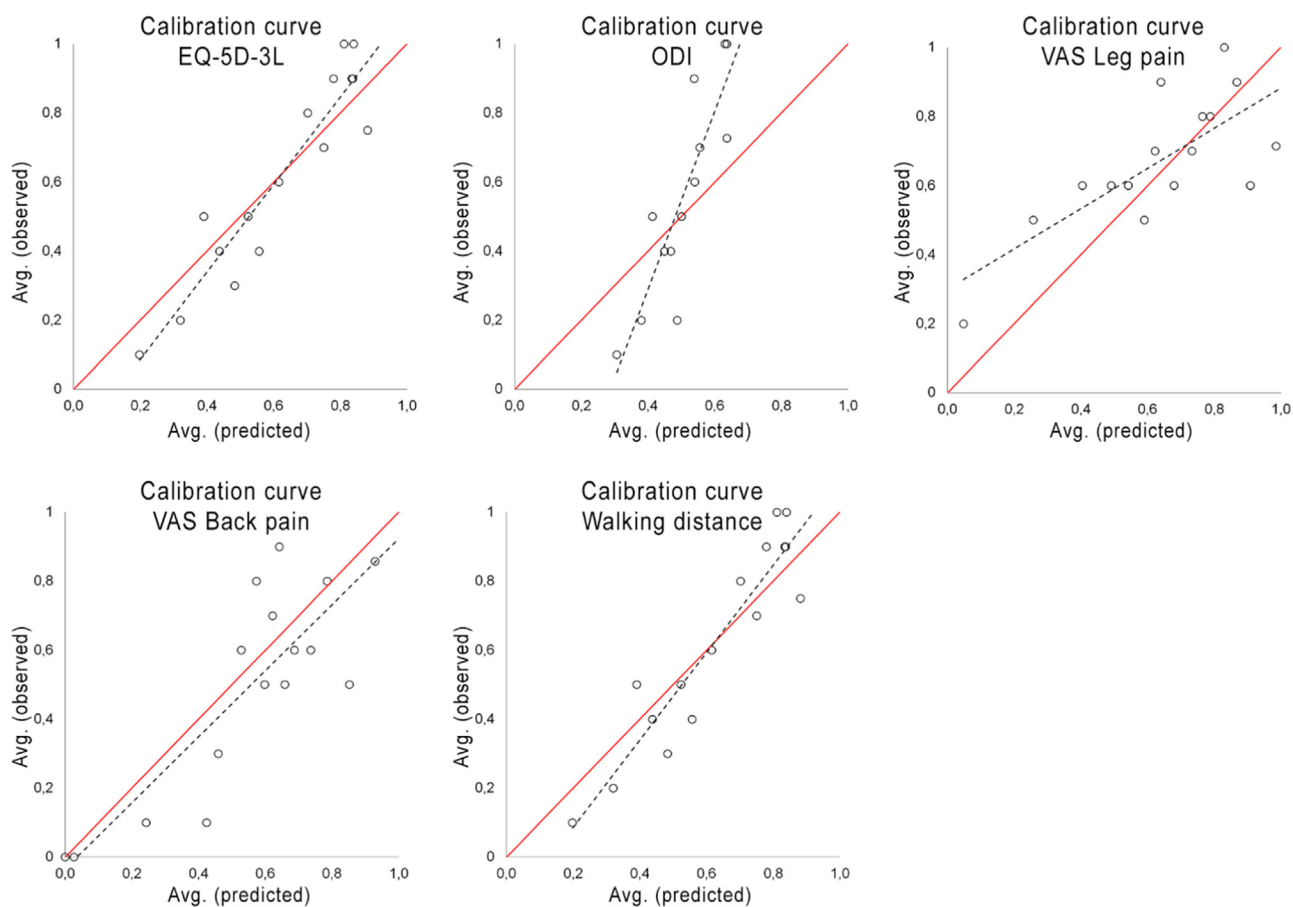 Calibration curve
EQ-5D-3L
1
0,8
0,6
0,4
0,2
0
Avg. (observed)
0,0 0,2 0,4 0,6 0,8 1,0
Avg. (predicted)
Calibration curve
ODI
1
0,8
0,6
0,4
0,2
0
Avg. (observed)
0,0 0,2 0,4 0,6 0,8 1,0
Avg. (predicted)
Calibration curve
VAS Leg pain
1
0,8
0,6
0,4
0,2
0
Avg. (observed)
0,0 0,2 0,4 0,6 0,8 1,0
Avg. (predicted)
Calibration curve
VAS Back pain
1
0,8
0,6
0,4
0,2
0
Avg. (observed)
0,0 0,2 0,4 0,6 0,8 1,0
Avg. (predicted)
Calibration curve
Walking distance
1
0,8
0,6
0,4
0,2
0
Avg. (observed)
0,0 0,2 0,4 0,6 0,8 1,0
Avg. (predicted)